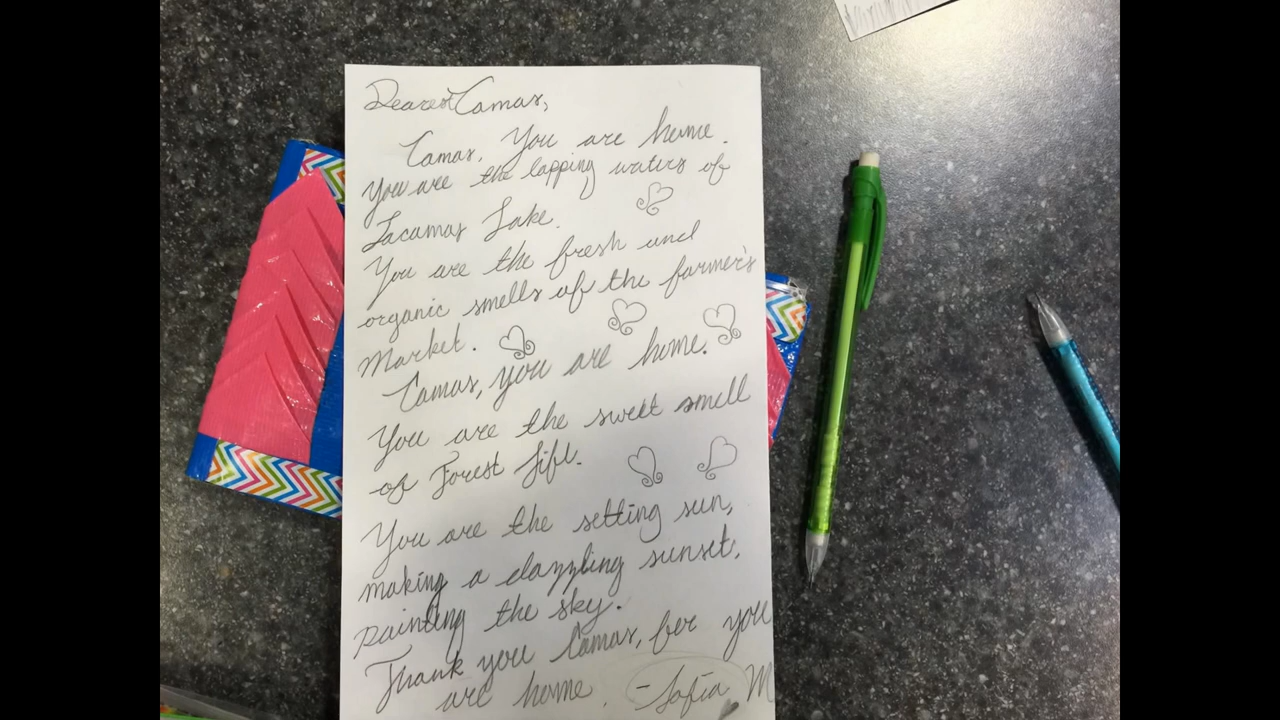 Dearest Camas,
Camas, You are home.
You are the lapping waters of
Lacamas Lake.
You are the fresh and
organic smells of the farmer's
Market.
Camas, you are home.
You are the sweet smell
of Forest life.
You are the setting sun,
making a dazzling sunset,
painting the sky.
Thank you Camas, for you
are home. -Sofia M